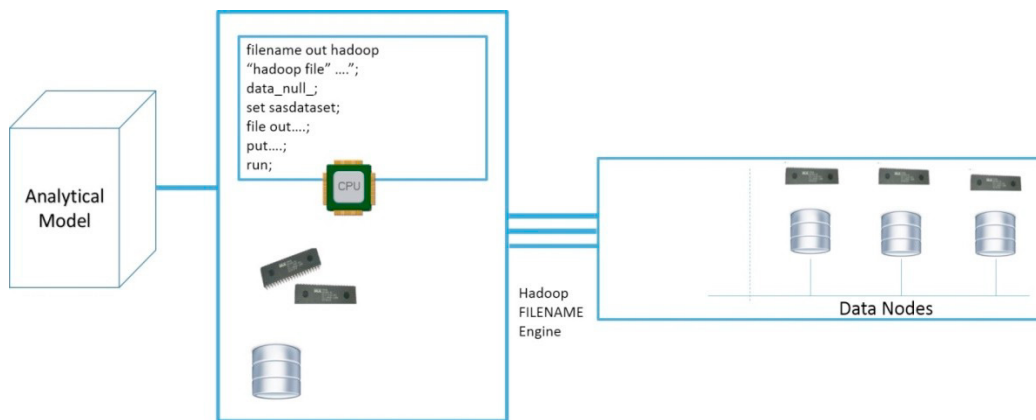 Analytical
Model
filename out hadoop
“hadoop file” ....”;
data_null_;
set sasdataset;
file out....;
put....;
run;
CPU
Hadoop
FILENAME
Engine
Data Nodes